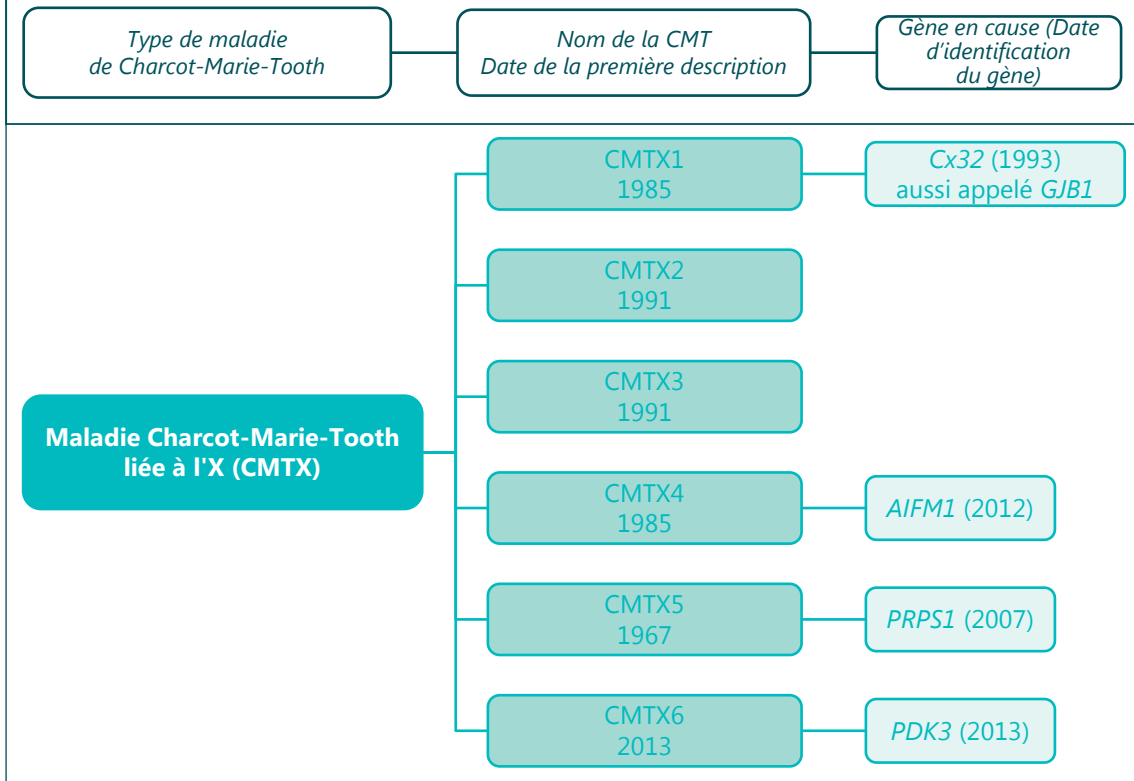 Type de maladie
de Charcot-Marie-Tooth
Nom de la CMT
Date de la première description
Gène en cause (Date
d'identification
du gène)
CMTX1
1985
Cx32 (1993)
aussi appelé GJB1
CMTX2
1991
CMTX3
1991
Maladie Charcot-Marie-Tooth
liée à l'X (CMTX)
CMTX4
1985
AIFM1 (2012)
CMTX5
1967
PRPS1 (2007)
CMTX6
2013
PDK3 (2013)